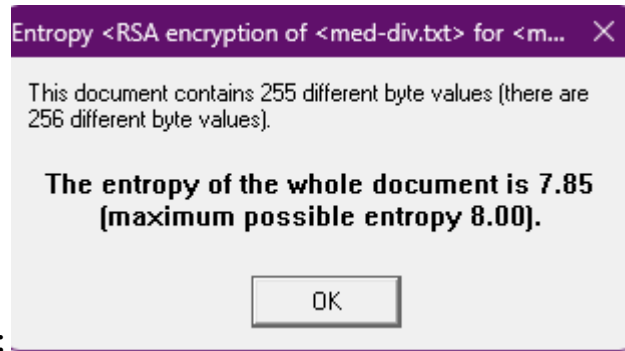 Entropy <RSA encryption of <med-div.txt> for <m...
This document contains 255 different byte values (there are
256 different byte values).
The entropy of the whole document is 7.85
(maximum possible entropy 8.00).
OK
: